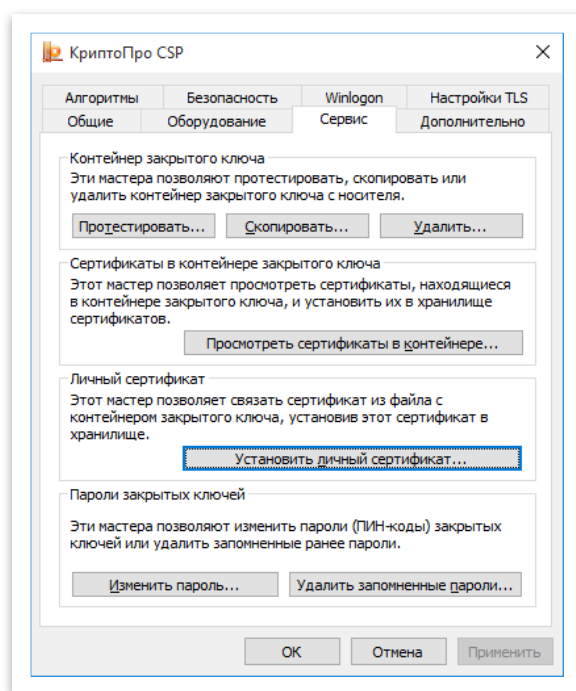 КриптоПро CSP
Алгоритмы Безопасность Winlogon Настройки TLS
Общие Оборудование Сервис Дополнительно
Контейнер закрытого ключа
Эти мастера позволяют протестировать, скопировать или
удалить контейнер закрытого ключа с носителя.
Протестировать... Скопировать... Удалить...
Сертификаты в контейнере закрытого ключа
Этот мастер позволяет просмотреть сертификаты, находящиеся
в контейнере закрытого ключа, и установить их в хранилище
сертификатов.
Просмотреть сертификаты в контейнере...
Личный сертификат
Этот мастер позволяет связать сертификат из файла с
контейнером закрытого ключа, установив этот сертификат в
хранилище.
Установить личный сертификат...
Пароли закрытых ключей
Эти мастера позволяют изменить пароли (ПИН-коды) закрытых
ключей или удалить запомненные ранее пароли.
Изменить пароль... Удалить запомненные пароли...
ОК Отмена Применить